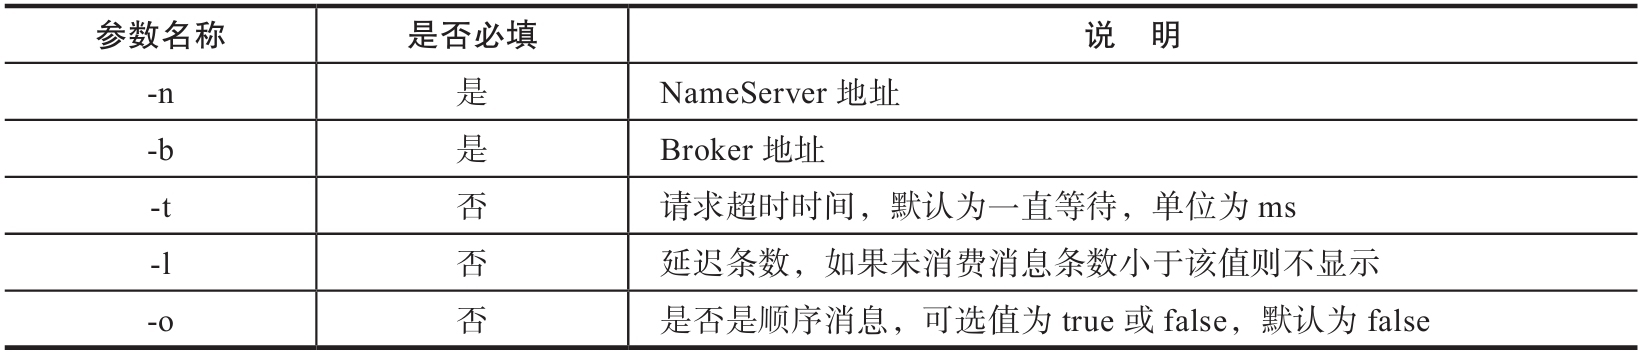 参数名称 是否必填 说 明
-n 是 NameServer 地址
-b 是 Broker 地址
-t 否 请求超时时间，默认为一直等待，单位为 ms
-l 否 延迟条数，如果未消费消息条数小于该值则不显示
-o 否 是否是顺序消息，可选值为 true 或 false，默认为 false